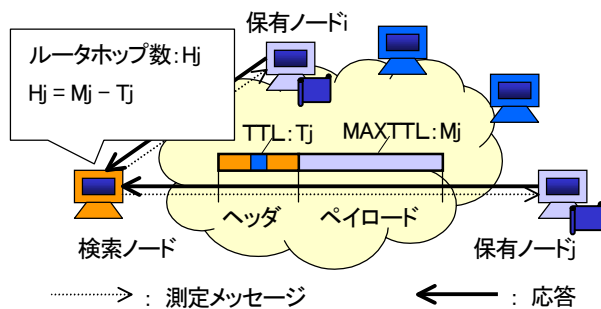 保有ノードi
ルータホップ数:Hj
Hj = Mj − Tj
TTL:Tj
MAXTTL:Mj
ヘッダ
ペイロード
検索ノード
保有ノードj
: 測定メッセージ
: 応答